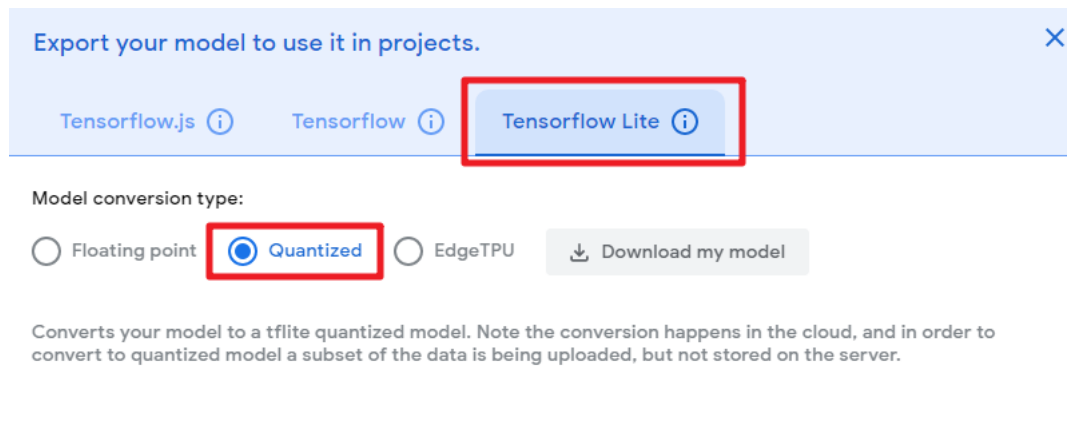 Export your model to use it in projects.
Tensorflow.js Tensorflow Tensorflow Lite
Model conversion type:
Floating point Quantized EdgeTPU Download my model
Converts your model to a tflite quantized model. Note the conversion happens in the cloud, and in order to
convert to quantized model a subset of the data is being uploaded, but not stored on the server.